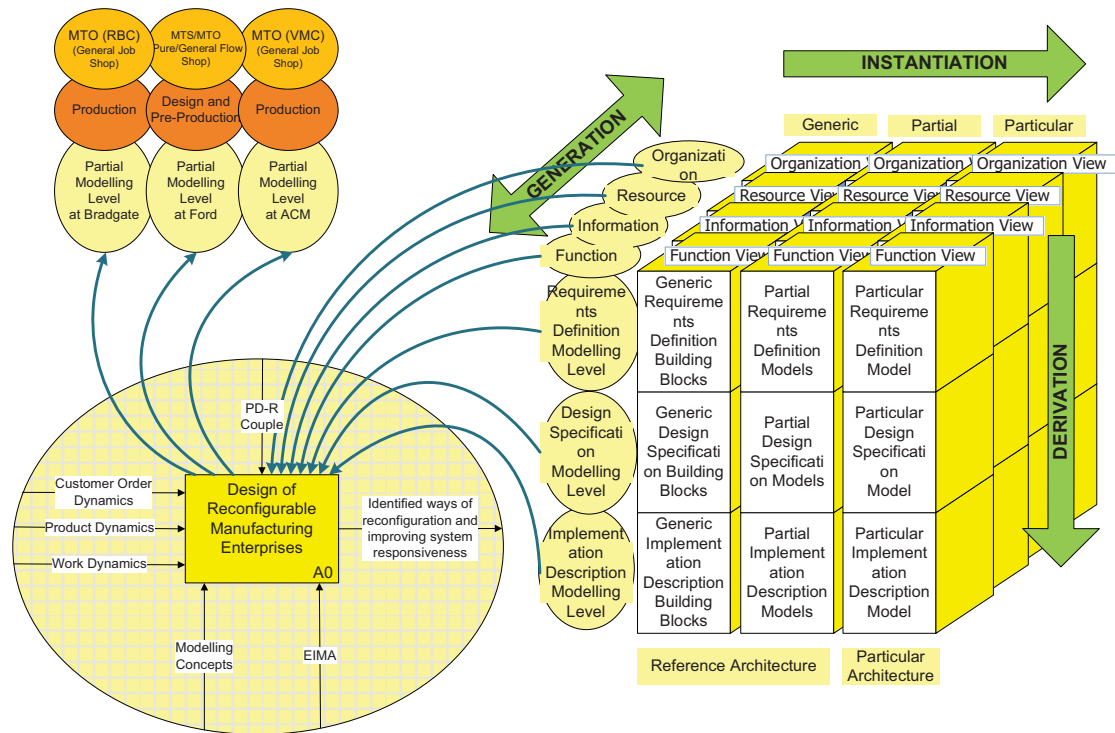 MTO (RBC)
(General Job
Shop)
MTS/MTO
Pure/General Flow
Shop)
MTO (VMC)
(General Job
Shop)
Production
Design and
Pre-Production
Production
Partial
Modelling
Level
at Bradgate
Partial
Modelling
Level
at Ford
Partial
Modelling
Level
at ACM
INSTANTIATION
GENERATION
DERIVATION
Generic
Partial
Particular
Organizati
on
Resource
Information
Function
Organization V
Organization V
Organization View
Resource View
Resource View
Resource View
Information View
Information View
Information View
Function View
Function View
Function View
Requireme
nts
Definition
Modelling
Level
Generic
Requireme
nts
Definition
Building
Blocks
Partial
Requireme
nts
Definition
Models
Particular
Requireme
nts
Definition
Model
Design
Specificati
on
Modelling
Level
Generic
Design
Specificati
on Building
Blocks
Partial
Design
Specificati
on Models
Particular
Design
Specificati
on
Model
Implement
ation
Description
Modelling
Level
Generic
Implement
ation
Description
Building
Blocks
Partial
Implement
ation
Description
Models
Particular
Implement
ation
Description
Model
Reference Architecture
Particular
Architecture
PD-R
Couple
Customer Order
Dynamics
Product Dynamics
Work Dynamics
Design of
Reconfigurable
Manufacturing
Enterprises
A0
Identified ways of
reconfiguration and
improving system
responsiveness
Modelling
Concepts
EIMA